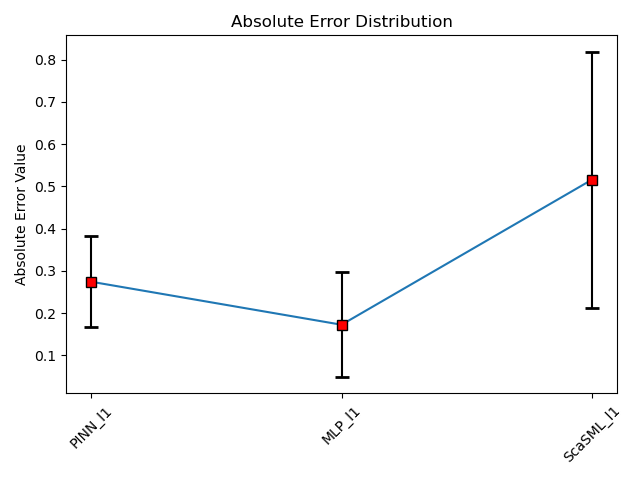 Absolute Error Distribution
Absolute Error Value
0.8
0.7
0.6
0.5
0.4
0.3
0.2
0.1
PINN_l1
MLP_l1
ScaSML_l1